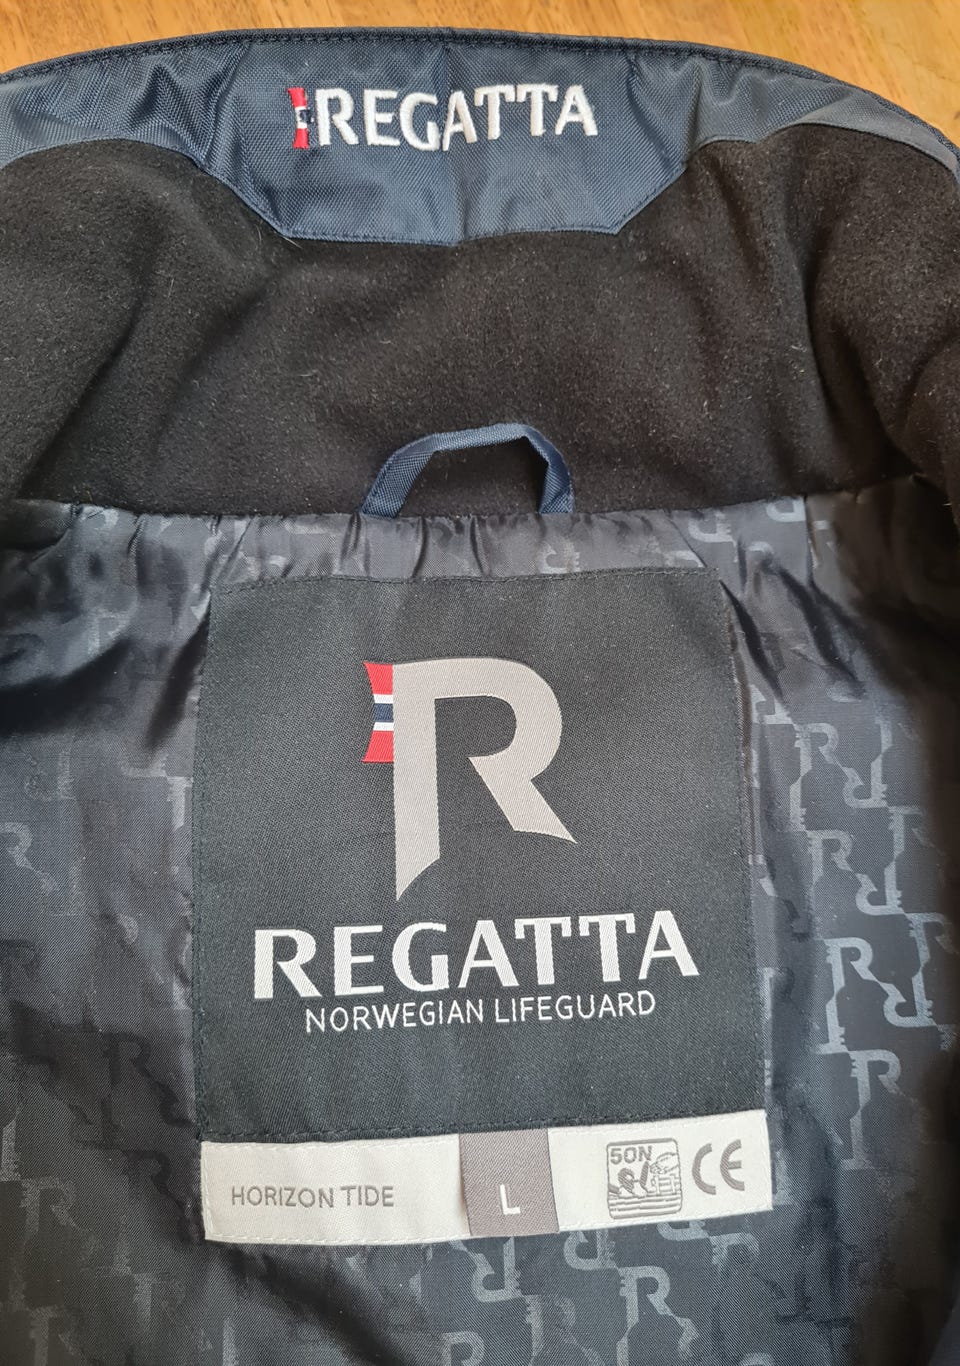 REGATTA
R
REGATTA
NORWEGIAN LIFEGUARD
HORIZON TIDE
L
50N
CE